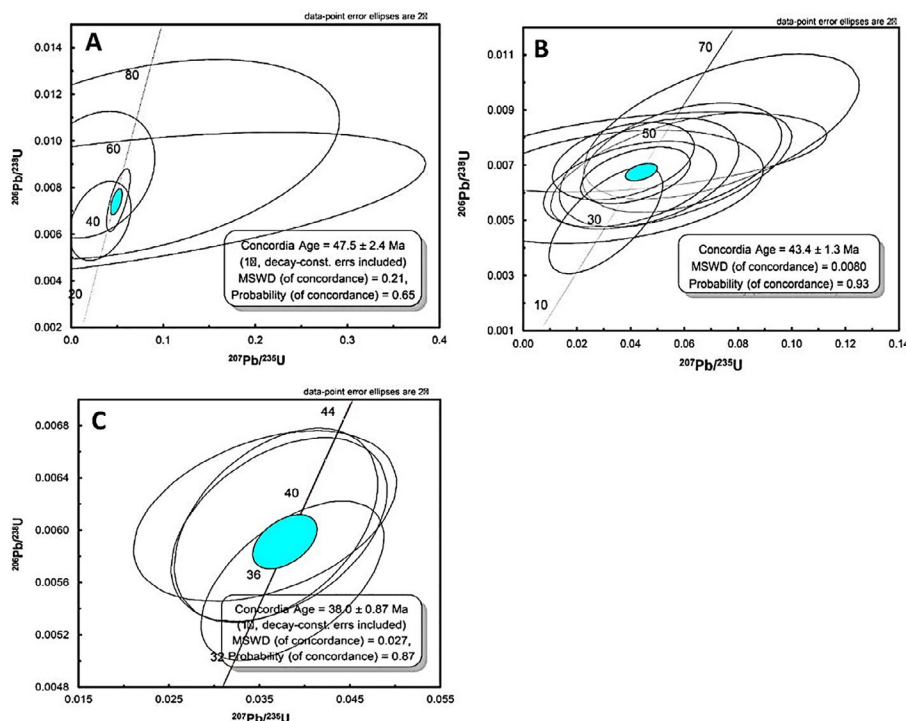 data-point error ellipses are 2�
A
0.014
0.012
0.010
0.008
0.006
0.004
0.002
²⁰⁶Pb/²³⁸U
80
60
40
20
Concordia Age = 47.5 ± 2.4 Ma
(1�, decay-const. errs included)
MSWD (of concordance) = 0.21,
Probability (of concordance) = 0.65
0.0 0.1 0.2 0.3 0.4
²⁰⁷Pb/²³⁵U
data-point error ellipses are 2�
B
0.011
0.009
0.007
0.005
0.003
0.001
²⁰⁶Pb/²³⁸U
70
50
30
10
Concordia Age = 43.4 ± 1.3 Ma
MSWD (of concordance) = 0.0080
Probability (of concordance) = 0.93
0.00 0.02 0.04 0.06 0.08 0.10 0.12 0.14
²⁰⁷Pb/²³⁵U
data-point error ellipses are 2�
C
0.0068
0.0064
0.0060
0.0056
0.0052
0.0048
²⁰⁶Pb/²³⁸U
44
40
36
32
Concordia Age = 38.0 ± 0.87 Ma
(1�, decay-const. errs included)
MSWD (of concordance) = 0.027,
Probability (of concordance) = 0.87
0.015 0.025 0.035 0.045 0.055
²⁰⁷Pb/²³⁵U